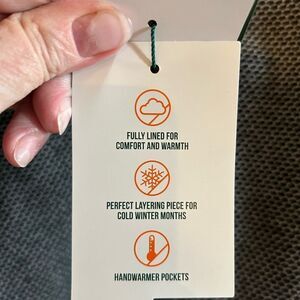 FULLY LINED FOR
COMFORT AND WARMTH
PERFECT LAYERING PIECE FOR
COLD WINTER MONTHS
HANDWARMER POCKETS